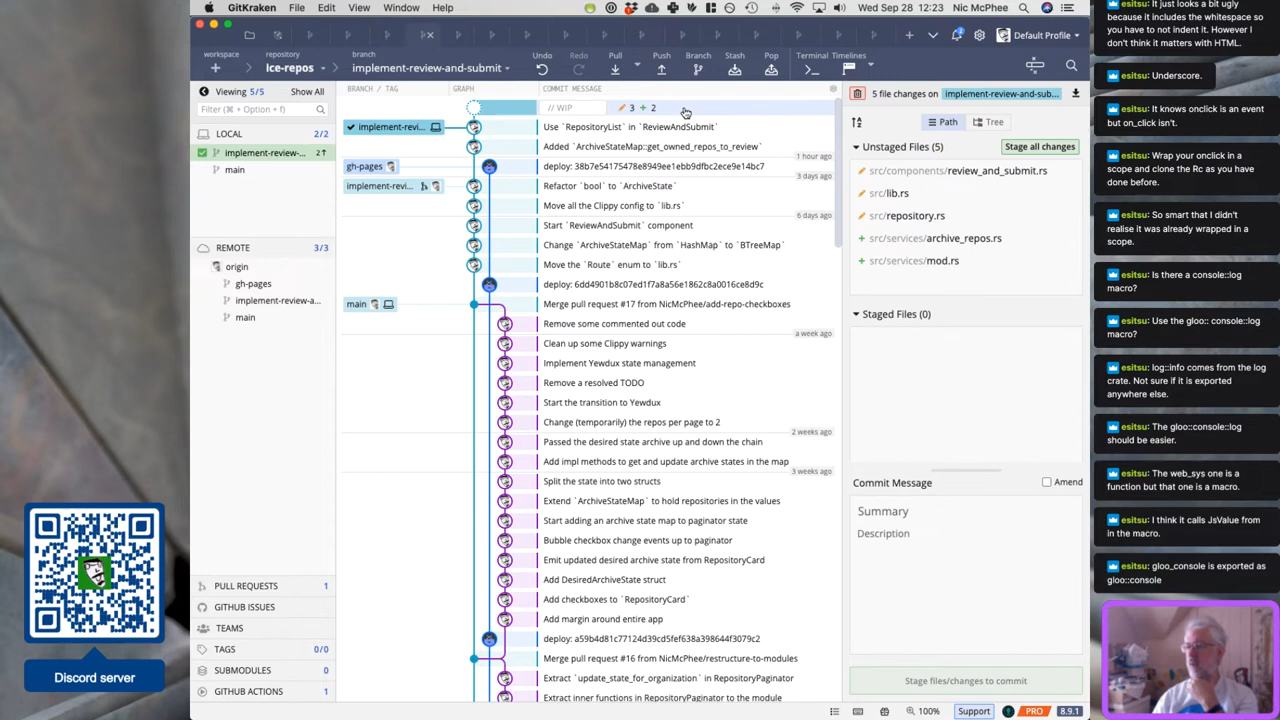 GitKraken File Edit View Window Help
Wed Sep 28 12:23 Nic McPhee
Default Profile
workspace
repository
Ice-repos
branch
implement-review-and-submit
Undo Redo Pull Push Branch Stash Pop Terminal Timelines
Viewing 5/5 Show All
Filter (⌘ + Option + f)
LOCAL 2/2
implement-review-... 2↑
main
REMOTE 3/3
origin
gh-pages
implement-review-a...
main
PULL REQUESTS 1
GITHUB ISSUES
TEAMS
TAGS 0/0
SUBMODULES
GITHUB ACTIONS 1
BRANCH / TAG GRAPH COMMIT MESSAGE
// WIP 3 + 2
implement-revi... Use `RepositoryList` in `ReviewAndSubmit`
Added `ArchiveStateMap::get_owned_repos_to_review`
1 hour ago
gh-pages deploy: 38b7e54175478e8949ee1ebb9dfbc2ece9e14bc7
3 days ago
implement-revi... Refactor `bool` to `ArchiveState`
Move all the Clippy config to `lib.rs`
6 days ago
Start `ReviewAndSubmit` component
Change `ArchiveStateMap` from `HashMap` to `BTreeMap`
Move the `Route` enum to `lib.rs`
deploy: 6dd4901b8c07ed1f7a8a56e1862c8a0016ce8d9c
main Merge pull request #17 from NicMcPhee/add-repo-checkboxes
Remove some commented out code
a week ago
Clean up some Clippy warnings
Implement Yewdux state management
Remove a resolved TODO
Start the transition to Yewdux
Change (temporarily) the repos per page to 2
2 weeks ago
Passed the desired state archive up and down the chain
Add impl methods to get and update archive states in the map
3 weeks ago
Split the state into two structs
Extend `ArchiveStateMap` to hold repositories in the values
Start adding an archive state map to paginator state
Bubble checkbox change events up to paginator
Emit updated desired archive state from RepositoryCard
Add DesiredArchiveState struct
Add checkboxes to `RepositoryCard`
Add margin around entire app
deploy: a59b4d81c77124d39cd5fef638a398644f3079c2
Merge pull request #16 from NicMcPhee/restructure-to-modules
Extract `update_state_for_organization` in RepositoryPaginator
Extract inner functions in RepositoryPaginator to the module
5 file changes on implement-review-and-sub...
Path Tree
Unstaged Files (5) Stage all changes
src/components/review_and_submit.rs
src/lib.rs
src/repository.rs
src/services/archive_repos.rs
src/services/mod.rs
Staged Files (0)
Commit Message Amend
Summary
Description
Stage files/changes to commit
100% Support PRO 8.9.1
Discord server
esitsu: It just looks a bit ugly
because it includes the whitespace so
you have to not indent it. However I
don't think it matters with HTML.
esitsu: Underscore.
esitsu: It knows onclick is an event
but on_click isn't.
esitsu: Wrap your onclick in a
scope and clone the Rc as you have
done before.
esitsu: So smart that I didn't
realise it was already wrapped in a
scope.
esitsu: Is there a console::log
macro?
esitsu: Use the gloo:: console::log
macro?
esitsu: log::info comes from the log
crate. Not sure if it is exported
anywhere else.
esitsu: The gloo::console::log
should be easier.
esitsu: The web_sys one is a
function but that one is a macro.
esitsu: I think it calls JsValue from
in the macro.
esitsu: gloo_console is exported as
gloo::console